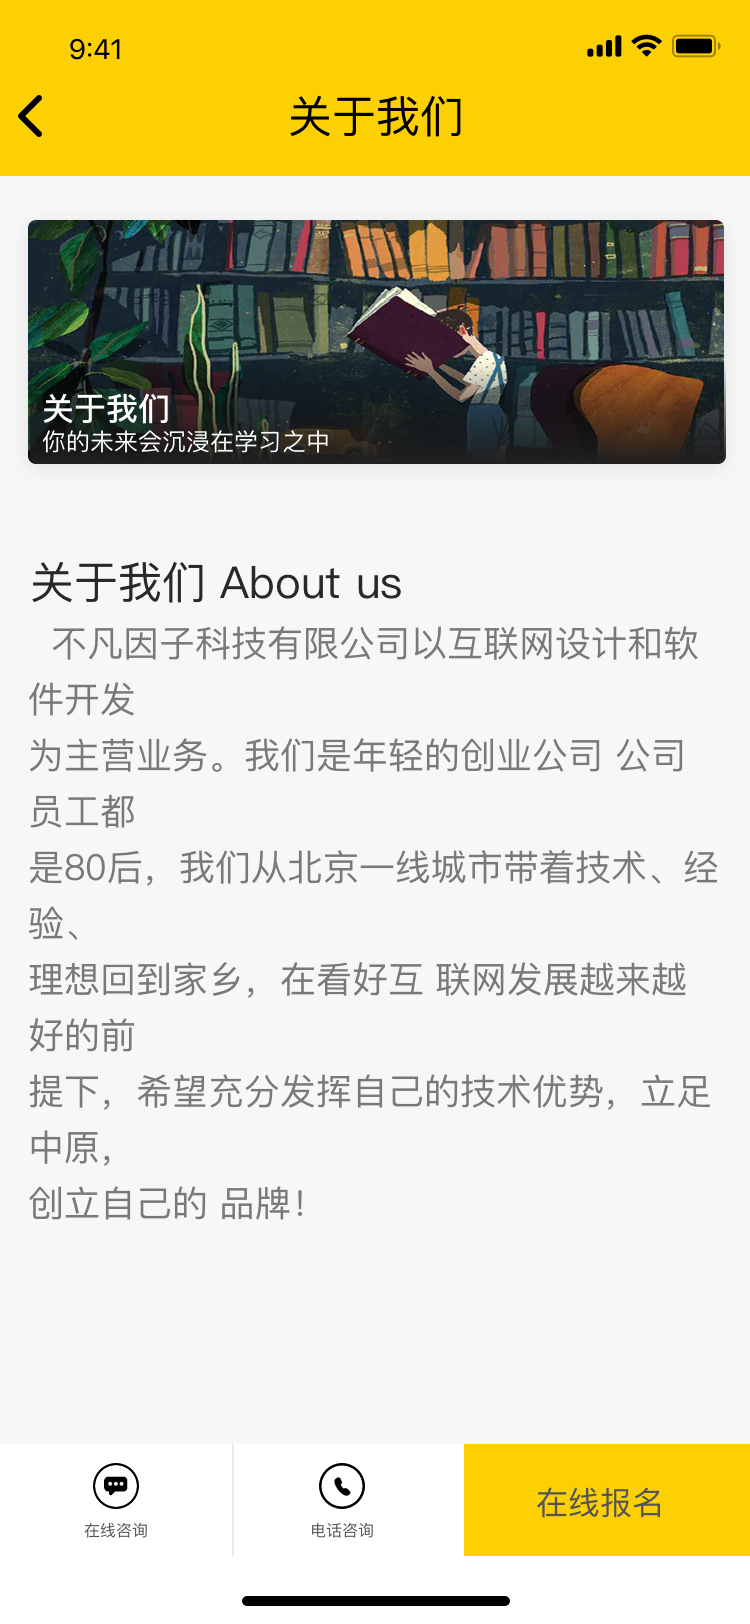 9:41
关于我们
关于我们
你的未来会沉浸在学习之中
关于我们 About us
不凡因子科技有限公司以互联网设计和软
件开发
为主营业务。我们是年轻的创业公司 公司
员工都
是80后，我们从北京一线城市带着技术、经
验、
理想回到家乡，在看好互 联网发展越来越
好的前
提下，希望充分发挥自己的技术优势，立足
中原，
创立自己的 品牌！
在线咨询
电话咨询
在线报名